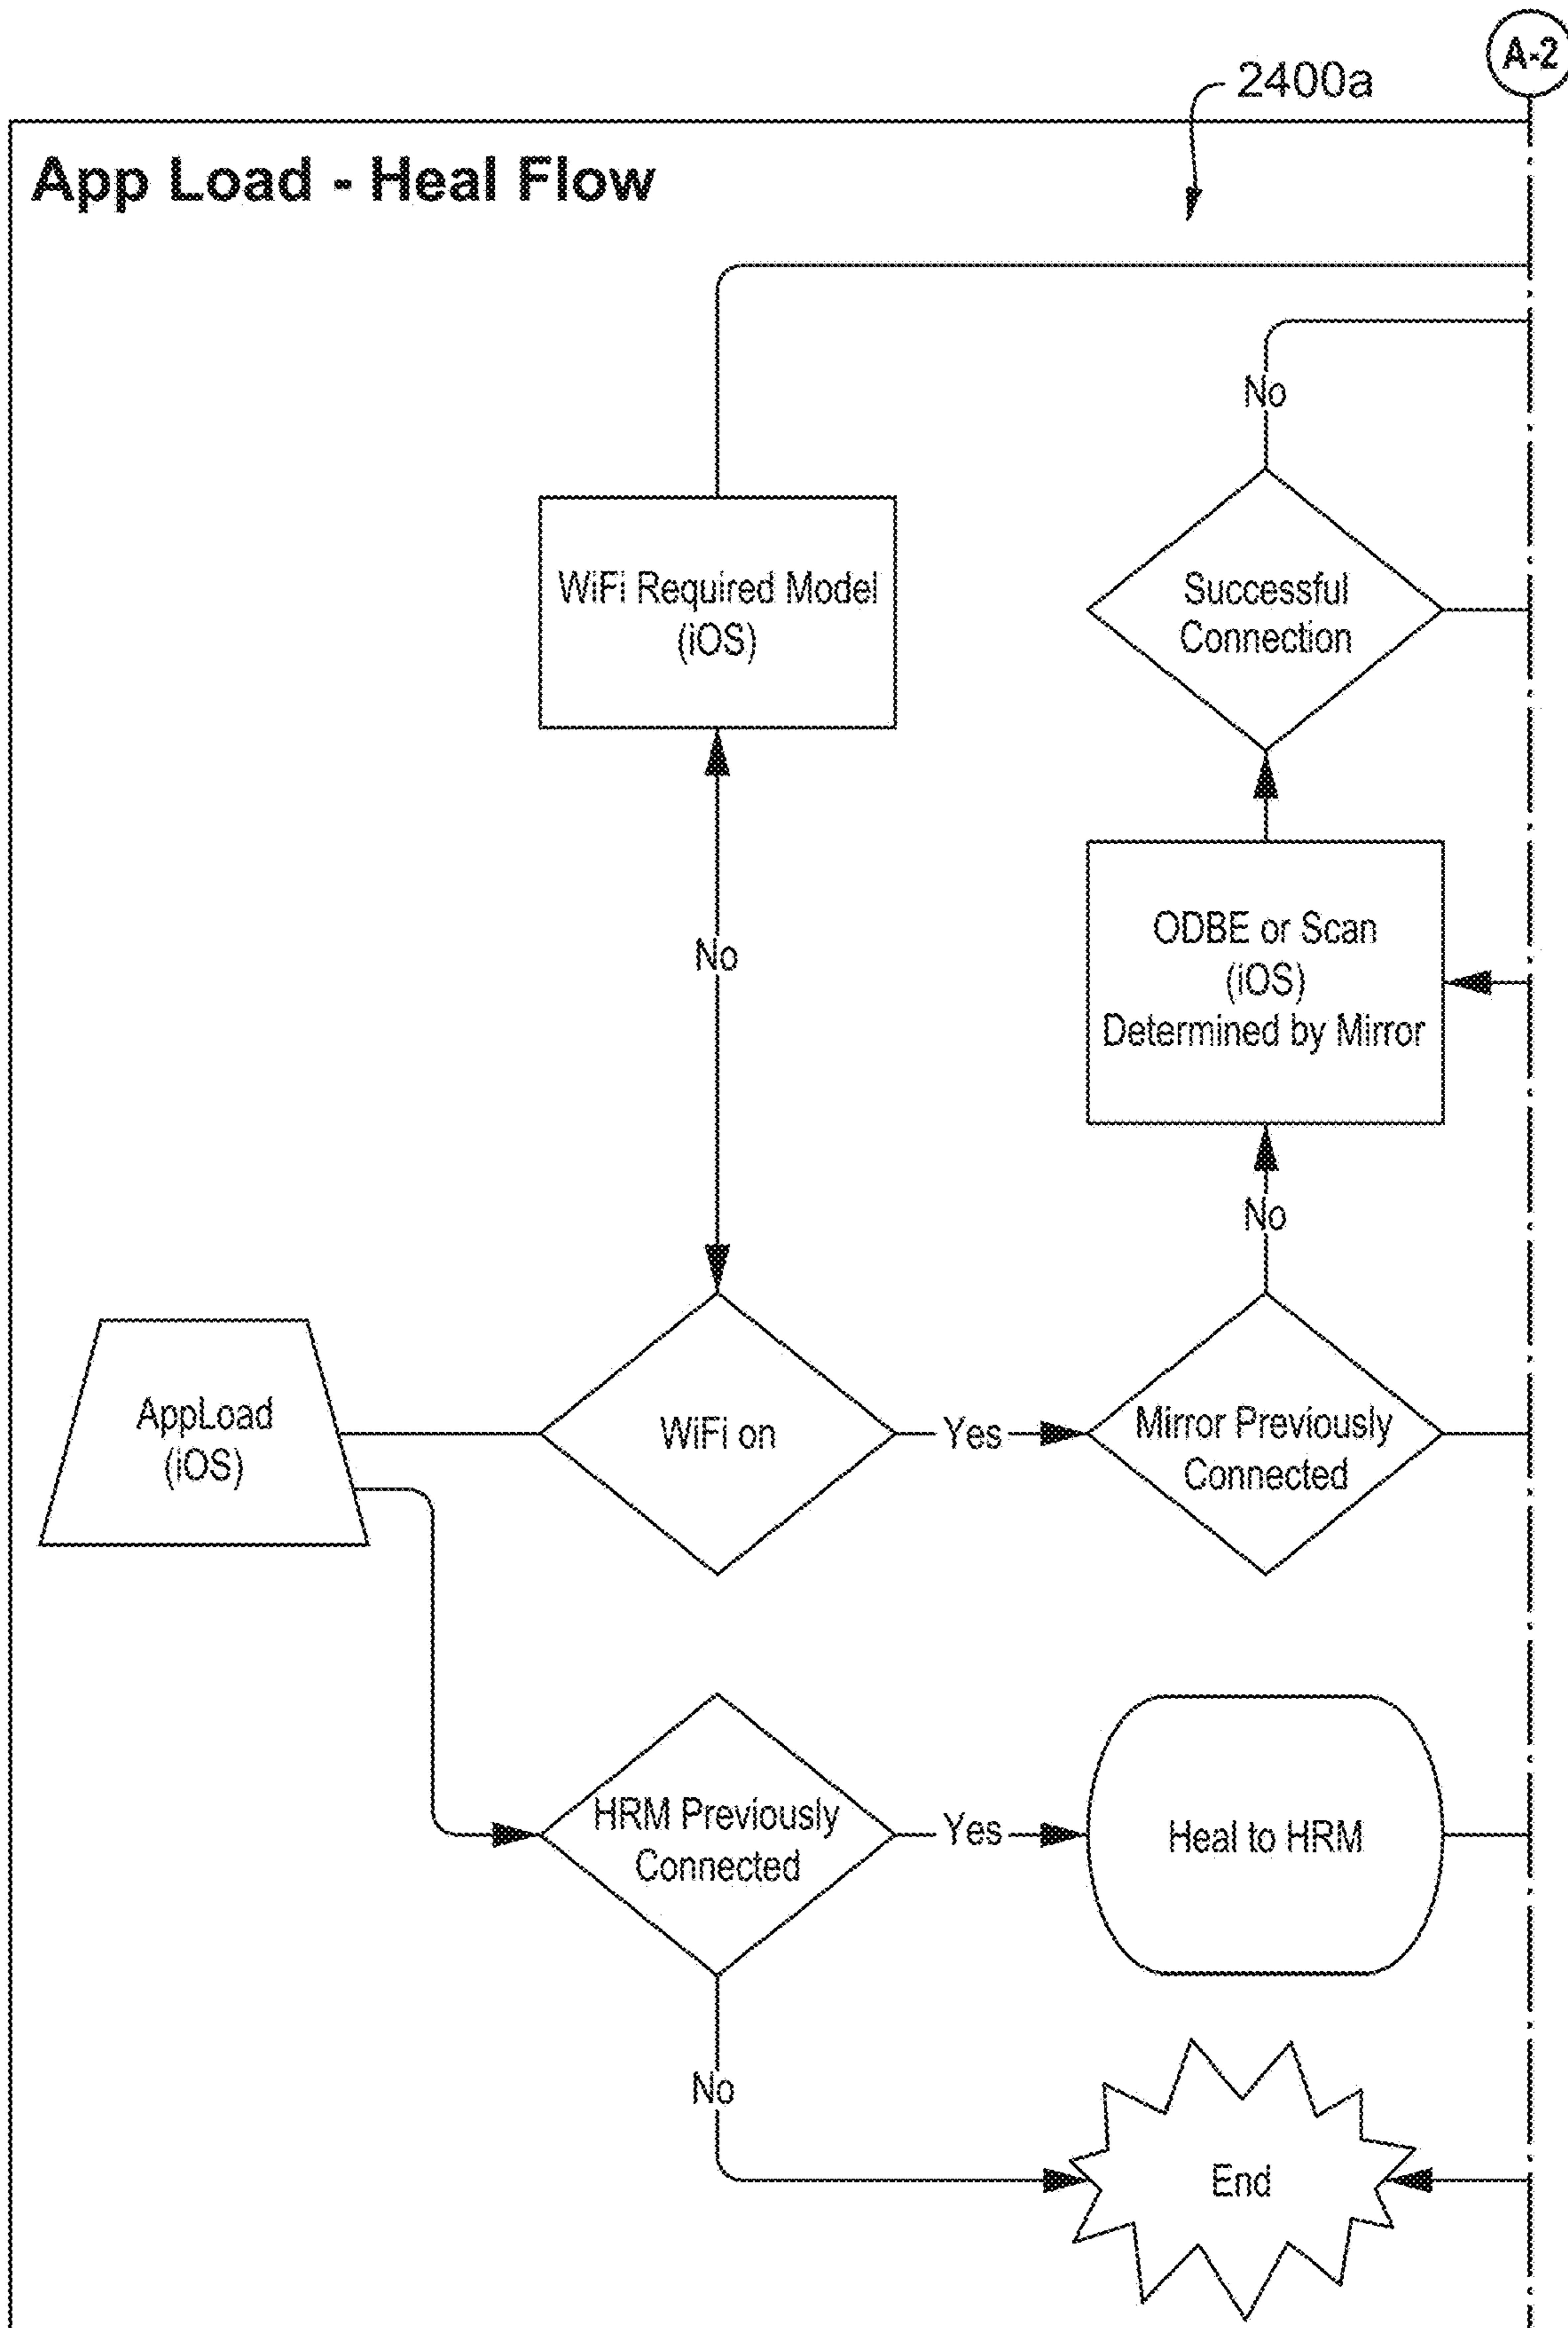 A-2
2400a
App Load - Heal Flow
No
WiFi Required Model
(iOS)
Successful
Connection
No
ODBE or Scan
(iOS)
Determined by Mirror
No
AppLoad
(iOS)
WiFi on
Yes
Mirror Previously
Connected
HRM Previously
Connected
Yes
Heal to HRM
No
End